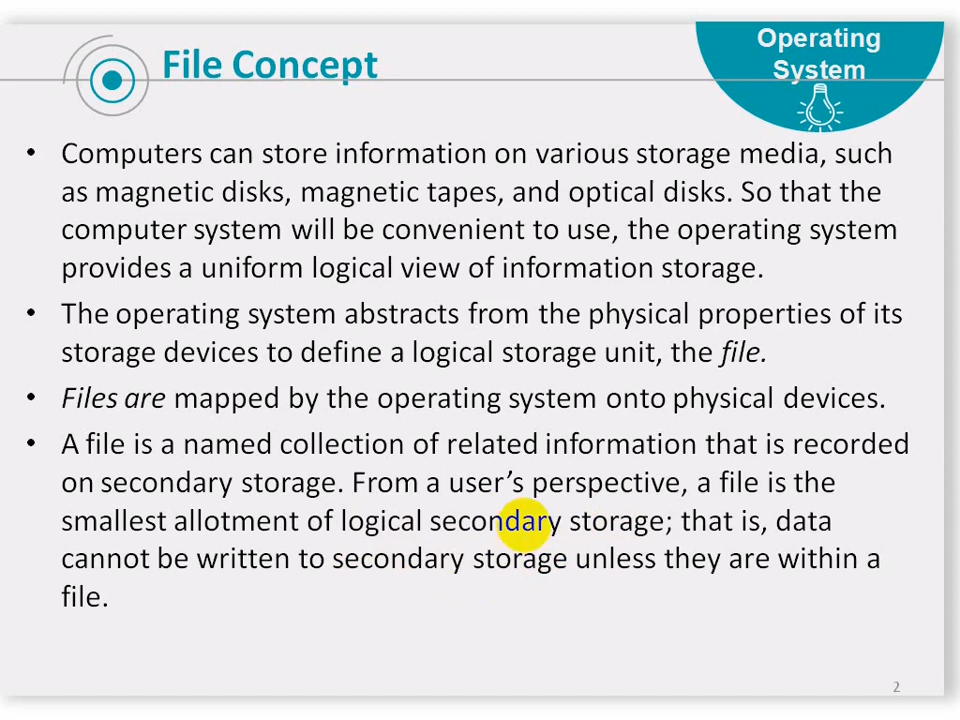 File Concept
Operating
System
• Computers can store information on various storage media, such
as magnetic disks, magnetic tapes, and optical disks. So that the
computer system will be convenient to use, the operating system
provides a uniform logical view of information storage.
• The operating system abstracts from the physical properties of its
storage devices to define a logical storage unit, the file.
• Files are mapped by the operating system onto physical devices.
• A file is a named collection of related information that is recorded
on secondary storage. From a user’s perspective, a file is the
smallest allotment of logical secondary storage; that is, data
cannot be written to secondary storage unless they are within a
file.
2